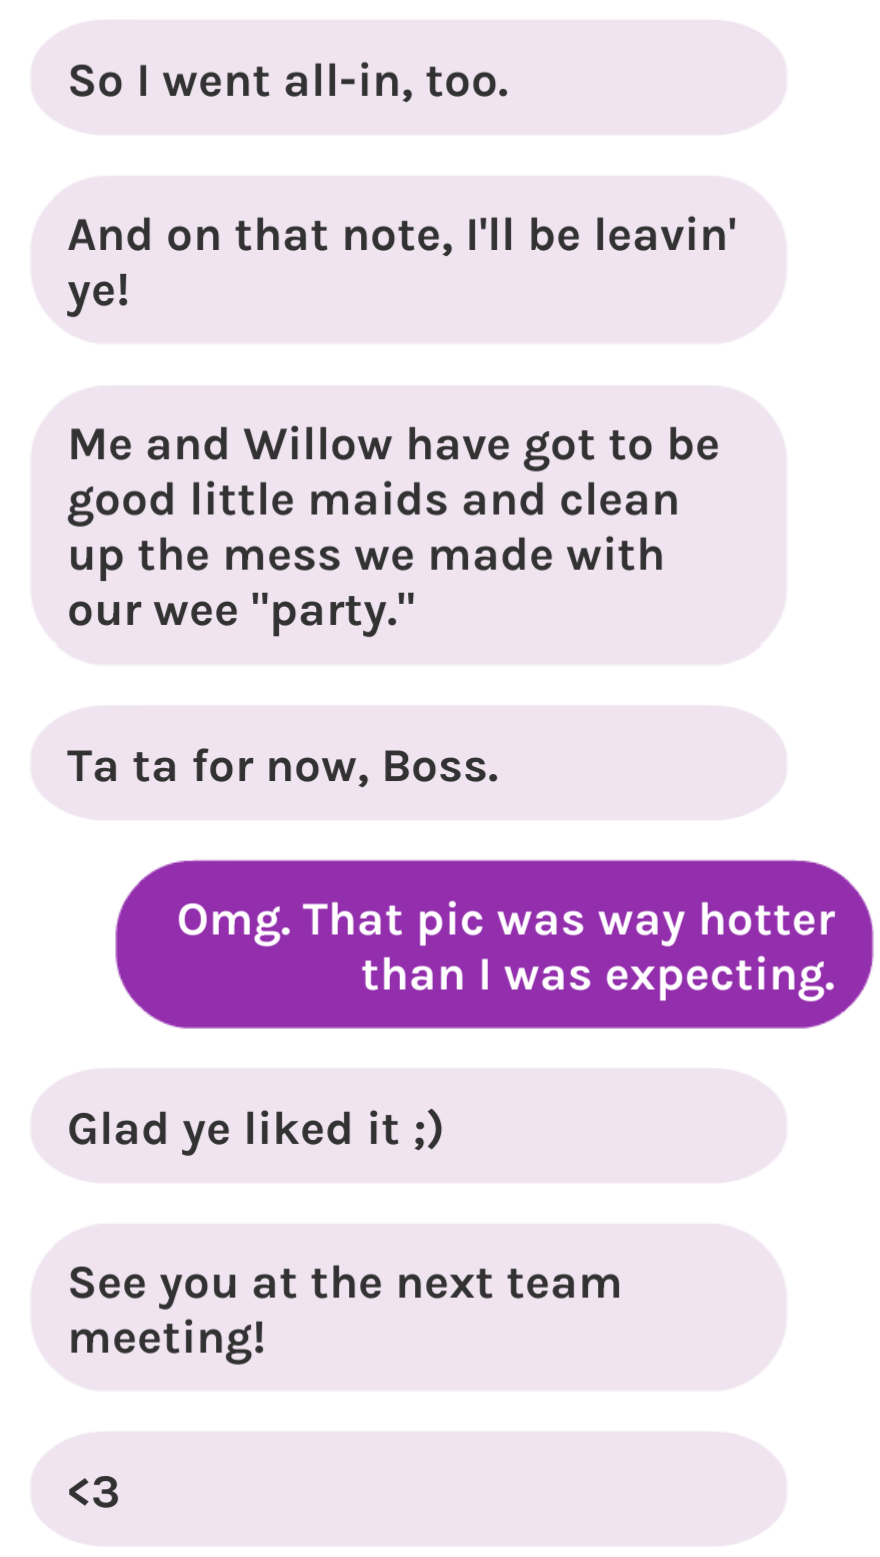 So I went all-in, too.
And on that note, I'll be leavin'
ye!
Me and Willow have got to be
good little maids and clean
up the mess we made with
our wee "party."
Ta ta for now, Boss.
Omg. That pic was way hotter
than I was expecting.
Glad ye liked it ;)
See you at the next team
meeting!
<3